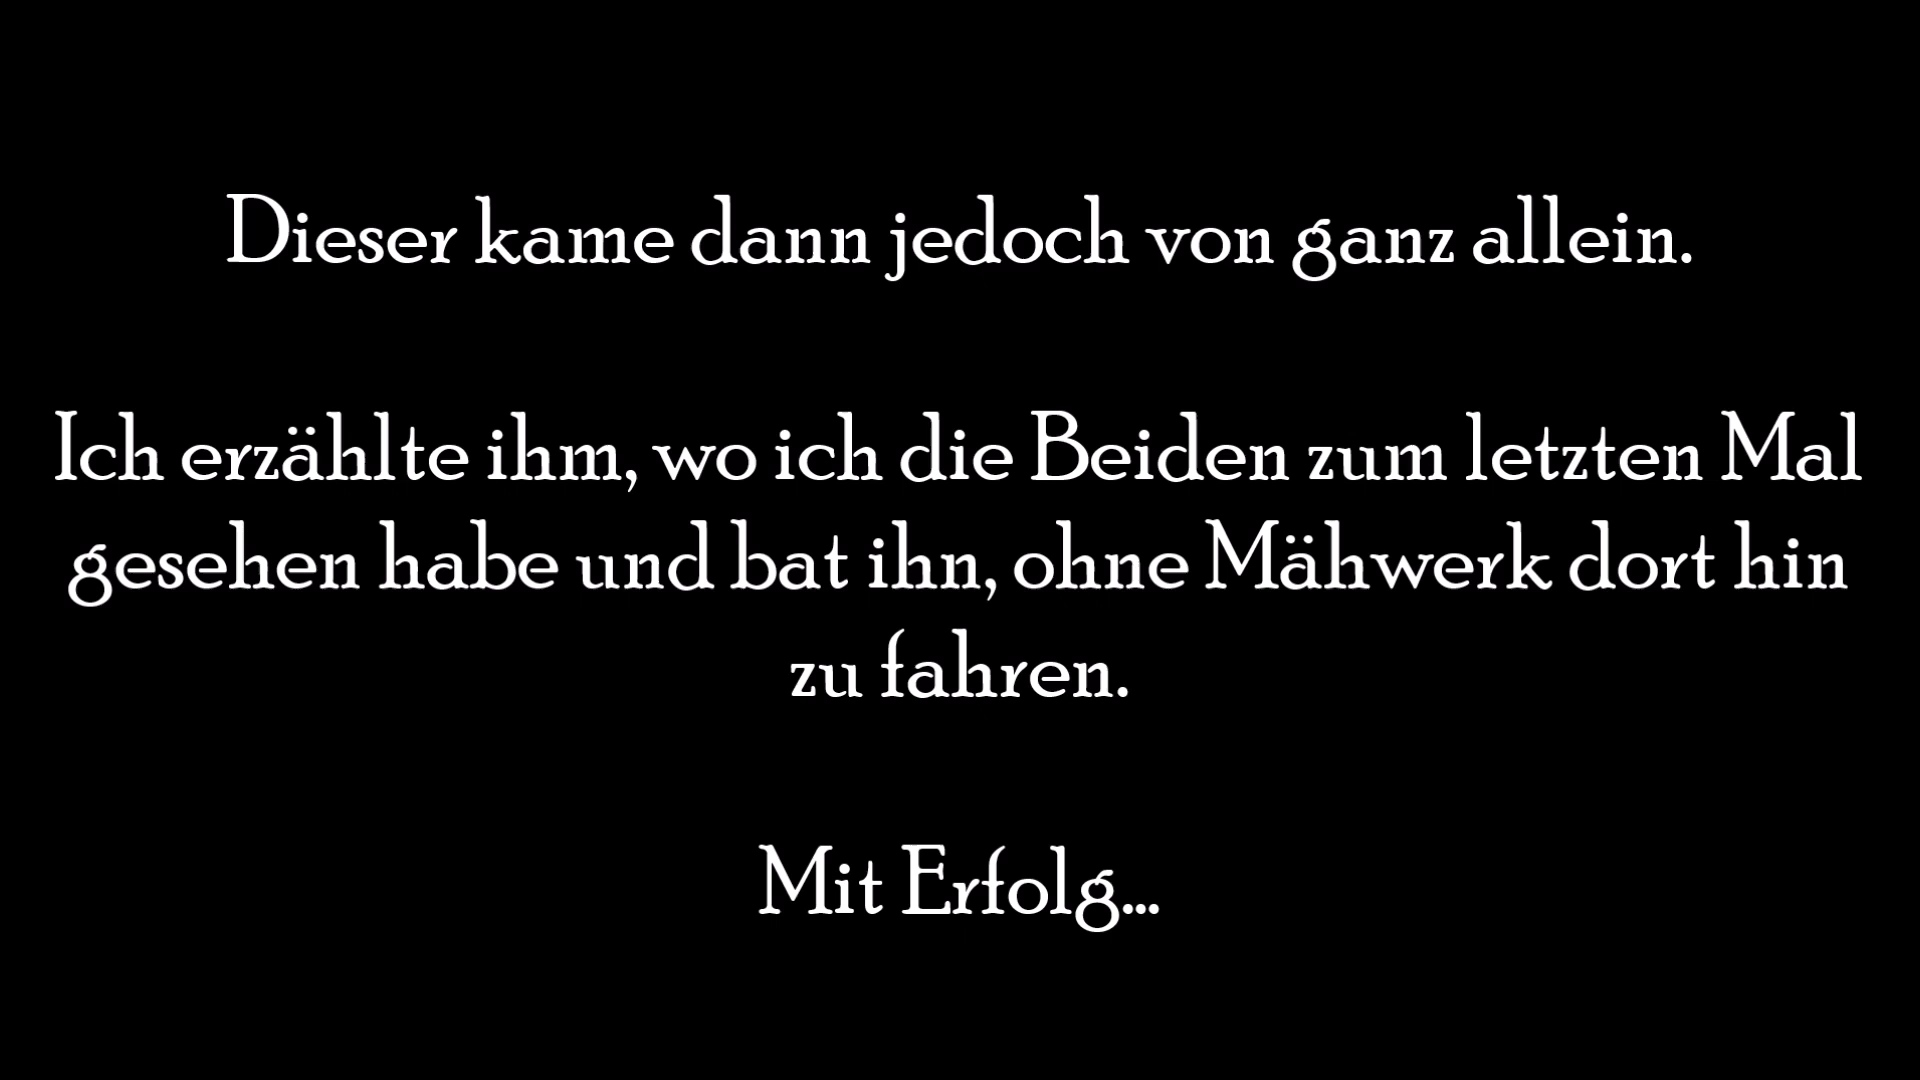 Dieser kame dann jedoch von ganz allein.
Ich erzählte ihm, wo ich die Beiden zum letzten Mal
gesehen habe und bat ihn, ohne Mähwerk dort hin
zu fahren.
Mit Erfolg...